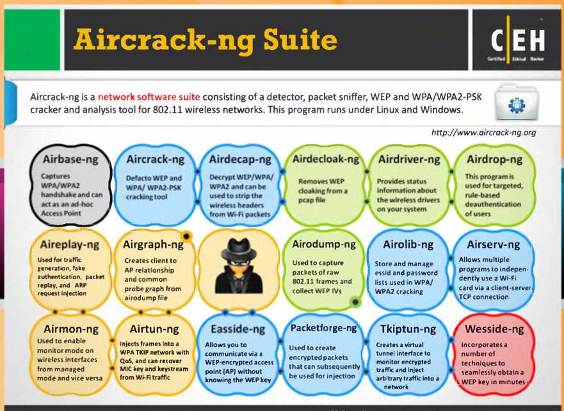 Aircrack-ng Suite
C|EH
Certified Ethical Hacker
Aircrack-ng is a network software suite consisting of a detector, packet sniffer, WEP and WPA/WPA2-PSK
cracker and analysis tool for 802.11 wireless networks. This program runs under Linux and Windows.
http://www.aircrack-ng.org
Airbase-ng
Captures
WPA/WPA2
handshake and can
act as an ad-hoc
Access Point
Aircrack-ng
Defacto WEP and
WPA/ WPA2-PSK
cracking tool
Airdecap-ng
Decrypt WEP/WPA/
WPA2 and can be
used to strip the
wireless headers
from Wi-Fi packets
Airdecloak-ng
Removes WEP
cloaking from a
pcap file
Airdriver-ng
Provides status
information about
the wireless drivers
on your system
Airdrop-ng
This program is
used for targeted,
rule-based
deauthentication
of users
Aireplay-ng
Used for traffic
generation, fake
authentication, packet
replay, and ARP
request injection
Airgraph-ng
Creates client to
AP relationship
and common
probe graph from
airodump file
Airodump-ng
Used to capture
packets of raw
802.11 frames and
collect WEP IVs
Airolib-ng
Store and manage
essid and password
lists used in WPA/
WPA2 cracking
Airserv-ng
Allows multiple
programs to indepen-
dently use a Wi-Fi
card via a client-server
TCP connection
Airmon-ng
Used to enable
monitor mode on
wireless interfaces
from managed
mode and vice versa
Airtun-ng
Injects frames into a
WPA TKIP network with
QoS, and can recover
MIC key and keystream
from Wi-Fi traffic
Easside-ng
Allows you to
communicate via a
WEP-encrypted access
point (AP) without
knowing the WEP key
Packetforge-ng
Used to create
encrypted packets
that can subsequently
be used for injection
Tkiptun-ng
Creates a virtual
tunnel interface to
monitor encrypted
traffic and inject
arbitrary traffic into a
network
Wesside-ng
Incorporates a
number of
techniques to
seamlessly obtain a
WEP key in minutes